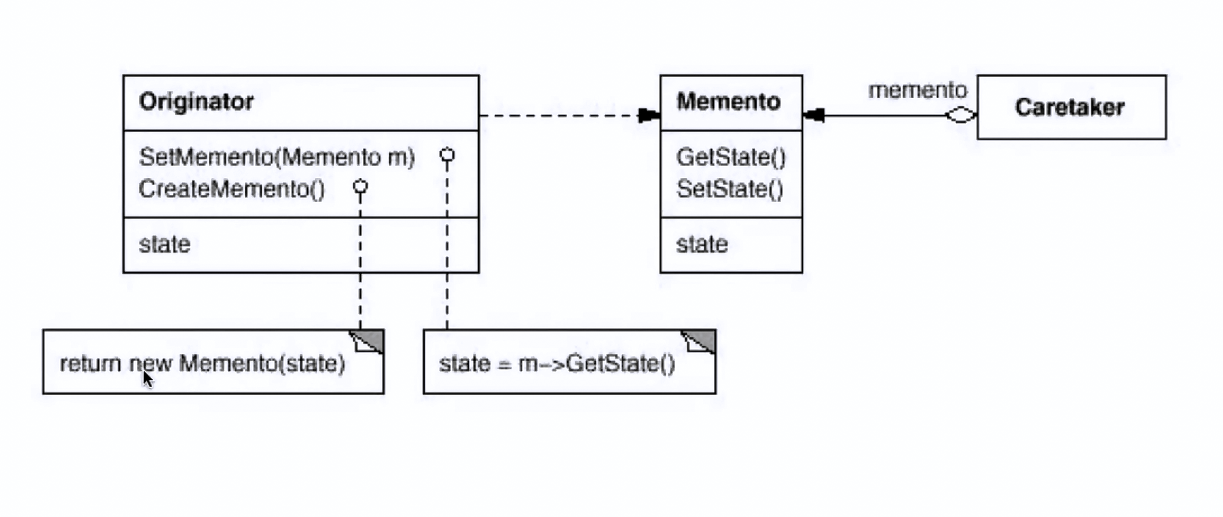 Originator
SetMemento(Memento m)
CreateMemento()
state
Memento
GetState()
SetState()
state
memento
Caretaker
return new Memento(state)
state = m->GetState()